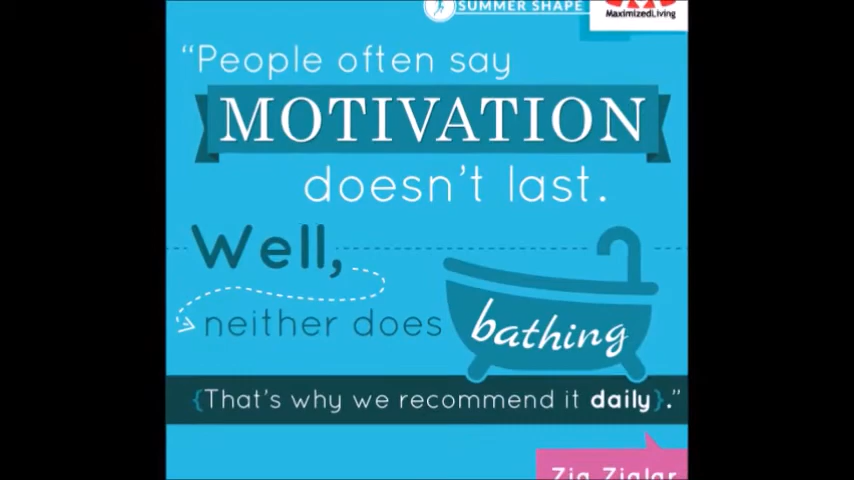 SUMMER SHAPE
MaximizedLiving
“People often say
MOTIVATION
doesn’t last.
Well,
neither does
bathing
{That’s why we recommend it daily}.”
Zig Ziglar